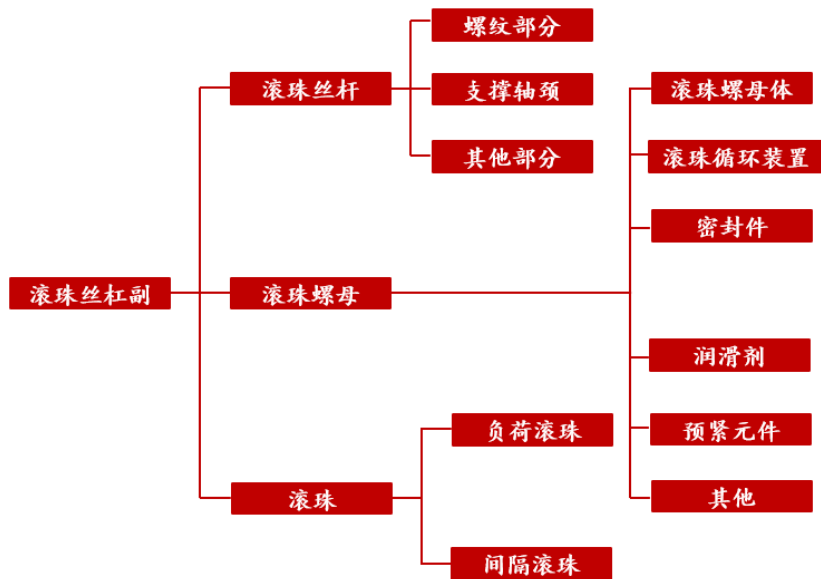 滚珠丝杠副
滚珠丝杆
螺纹部分
支撑轴颈
其他部分
滚珠螺母
滚珠螺母体
滚珠循环装置
密封件
润滑剂
预紧元件
其他
滚珠
负荷滚珠
间隔滚珠